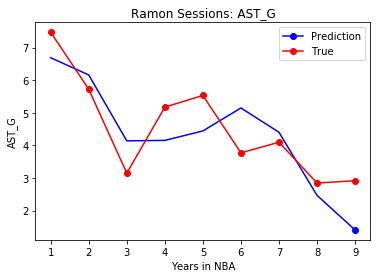 Ramon Sessions: AST_G
Prediction
True
7
6
5
4
3
2
AST_G
1 2 3 4 5 6 7 8 9
Years in NBA